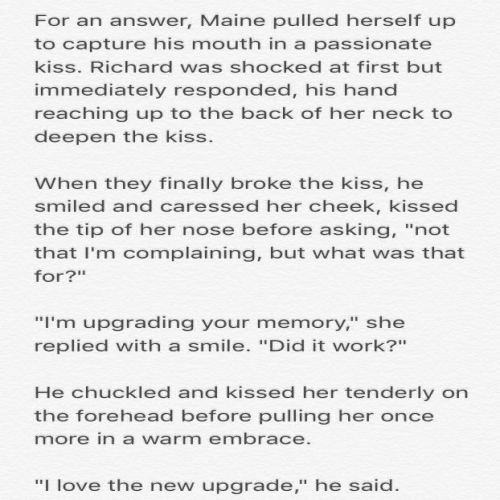 For an answer, Maine pulled herself up
to capture his mouth in a passionate
kiss. Richard was shocked at first but
immediately responded, his hand
reaching up to the back of her neck to
deepen the kiss.

When they finally broke the kiss, he
smiled and caressed her cheek, kissed
the tip of her nose before asking, "not
that I'm complaining, but what was that
for?"

"I'm upgrading your memory," she
replied with a smile. "Did it work?"

He chuckled and kissed her tenderly on
the forehead before pulling her once
more in a warm embrace.

"I love the new upgrade," he said.